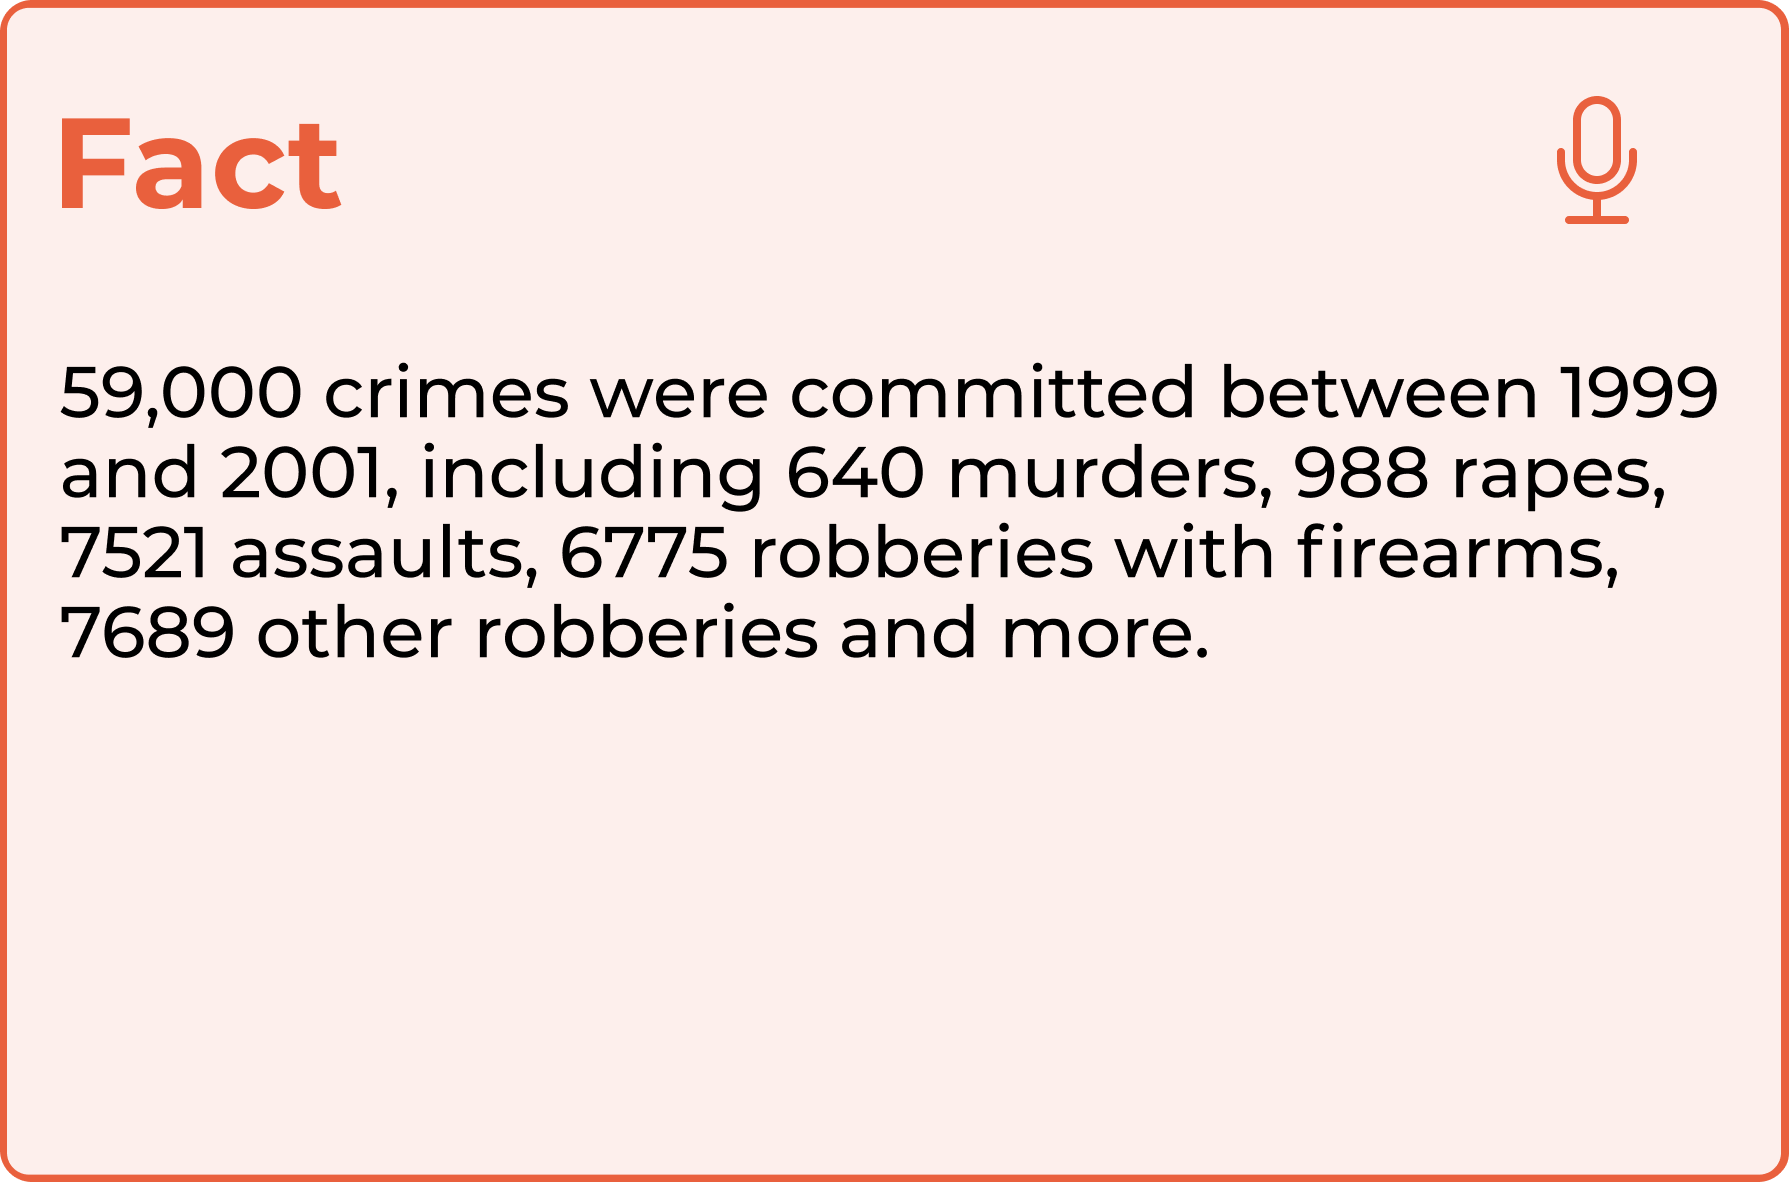 Fact
59,000 crimes were committed between 1999
and 2001, including 640 murders, 988 rapes,
7521 assaults, 6775 robberies with firearms,
7689 other robberies and more.